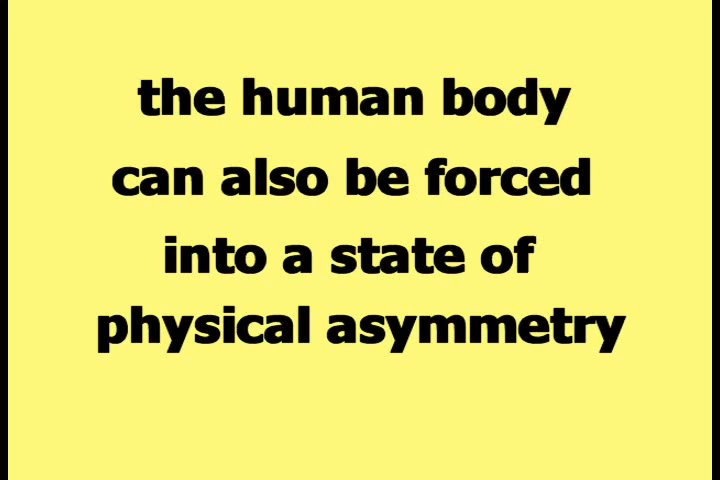 the human body
can also be forced
into a state of
physical asymmetry